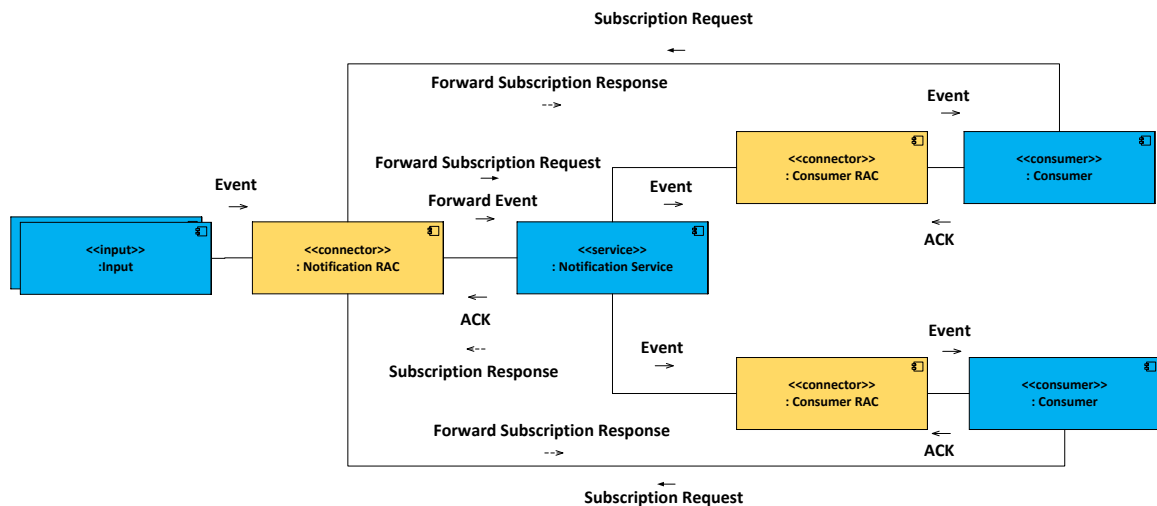 Subscription Request
Forward Subscription Response
Event
<<connector>>
: Consumer RAC
<<consumer>>
: Consumer
ACK
Forward Subscription Request
Event
Forward Event
Event
<<input>>
:Input
<<connector>>
: Notification RAC
<<service>>
: Notification Service
ACK
Subscription Response
Event
Event
<<connector>>
: Consumer RAC
<<consumer>>
: Consumer
ACK
Forward Subscription Response
Subscription Request